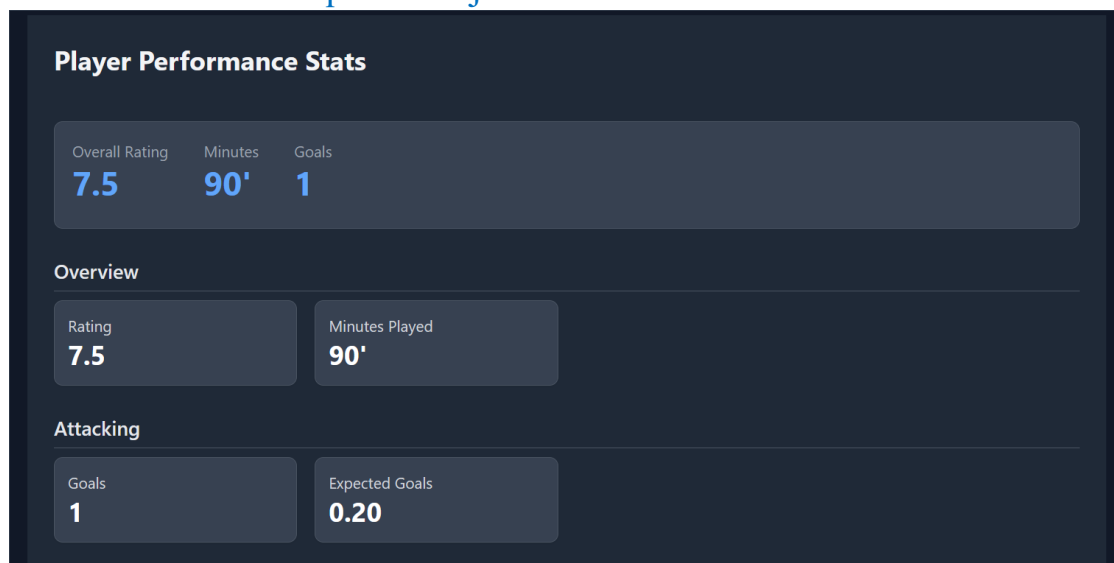 Player Performance Stats
Overall Rating Minutes Goals
7.5 90' 1
Overview
Rating Minutes Played
7.5 90'
Attacking
Goals Expected Goals
1 0.20